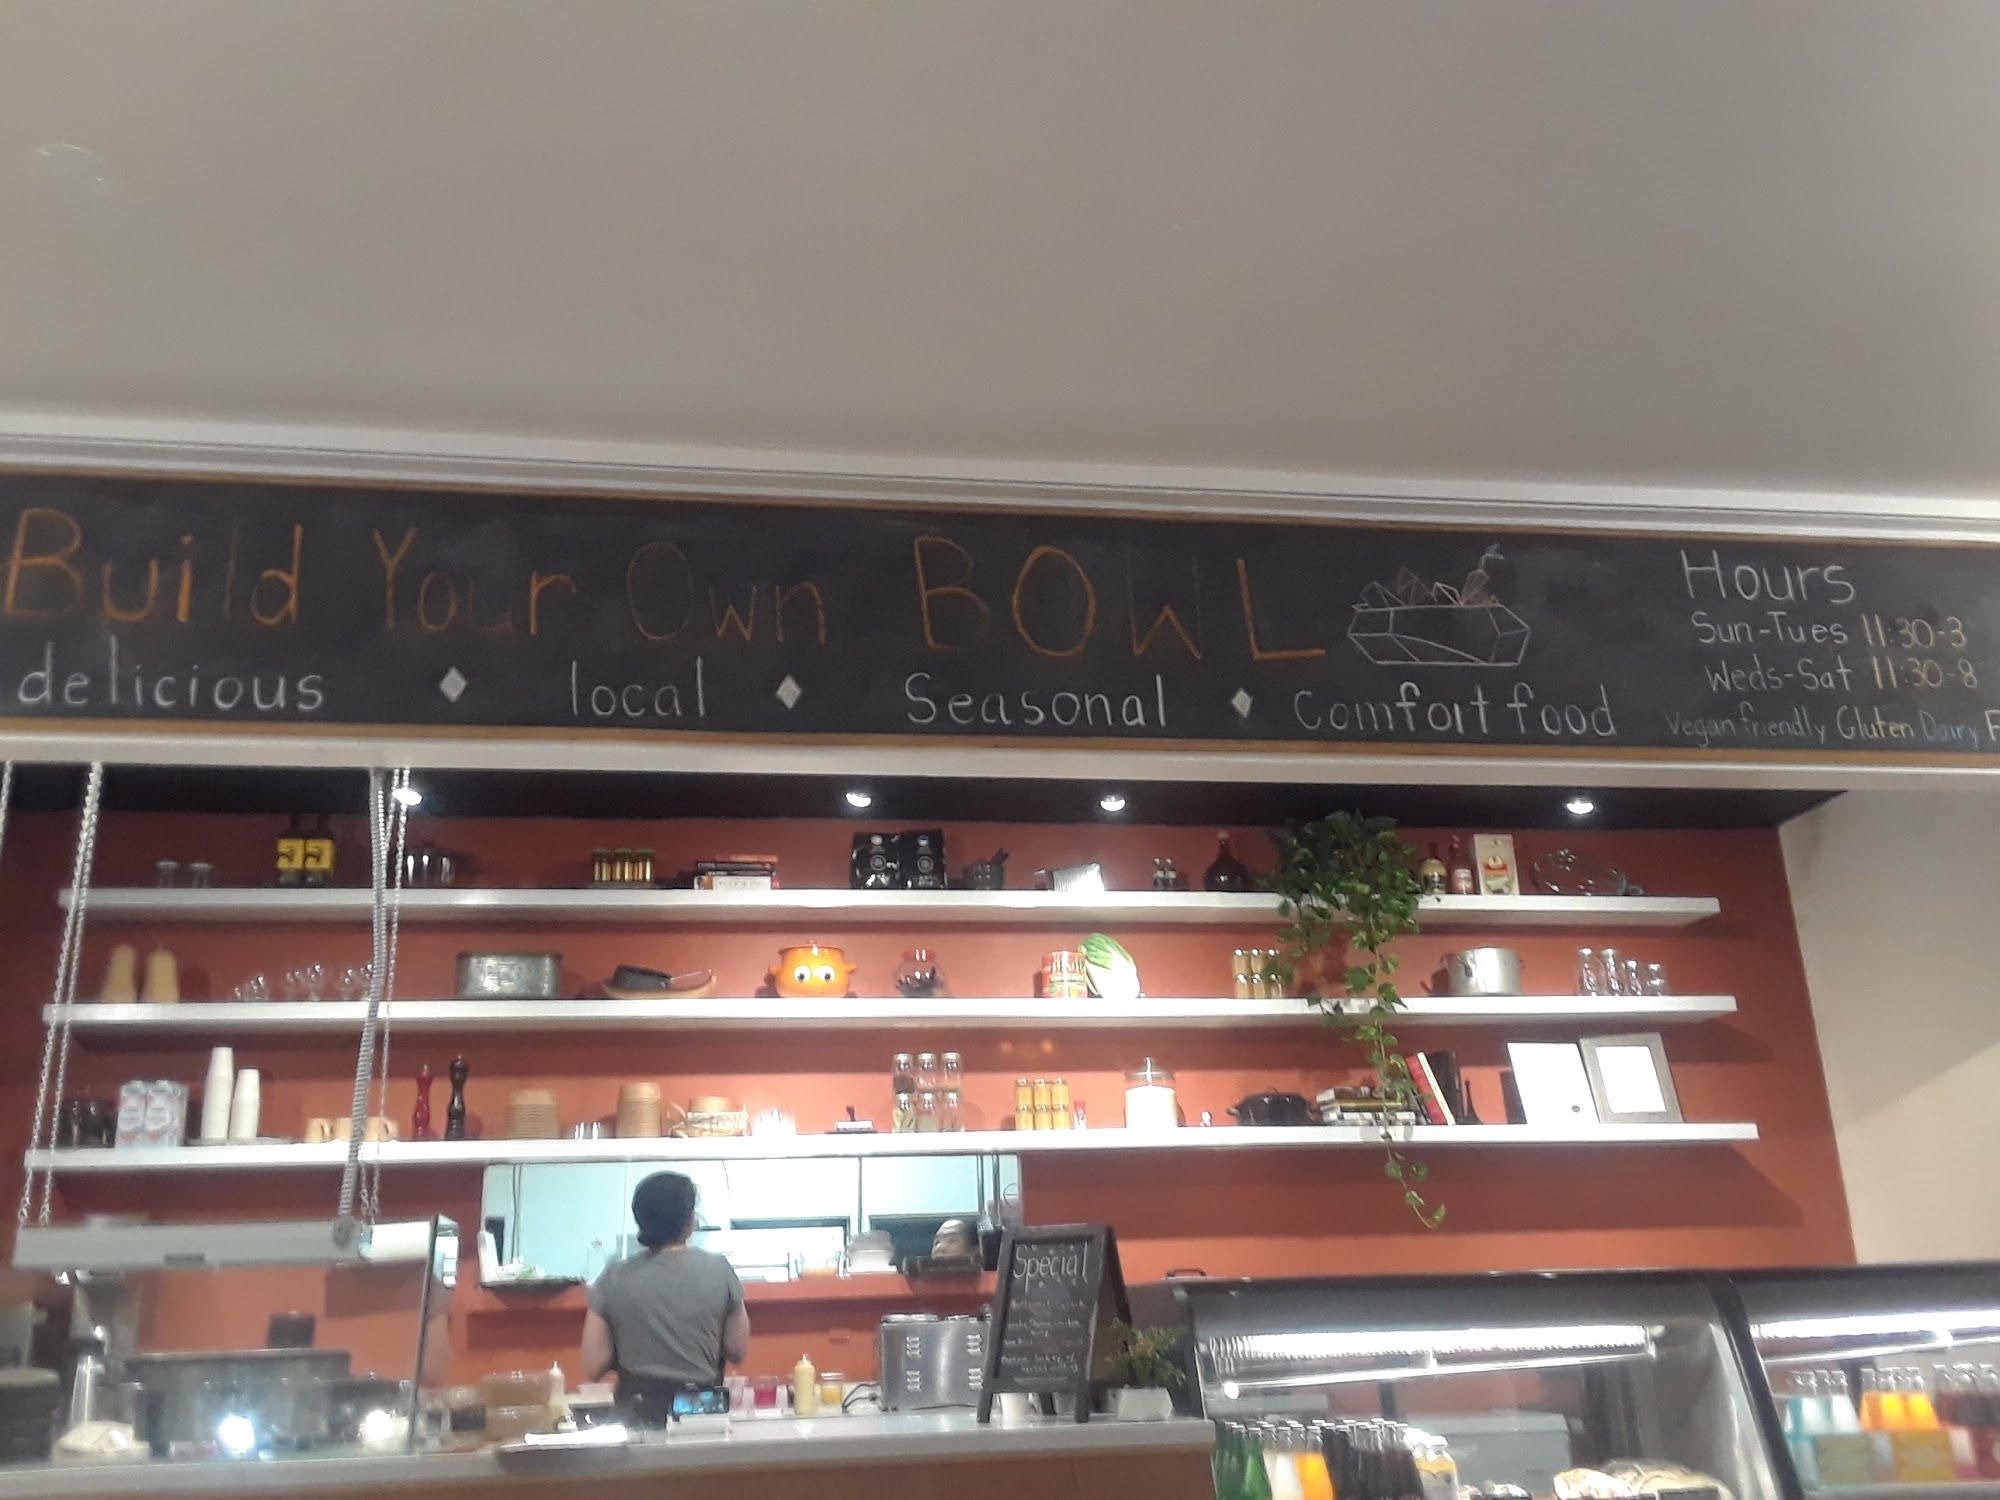 Build Your Own BOWL
delicious ♦ local ♦ Seasonal ♦ Comfort food
Hours
Sun-Tues 11:30-3
Weds-Sat 11:30-8
Vegan friendly Gluten Dairy F
Special